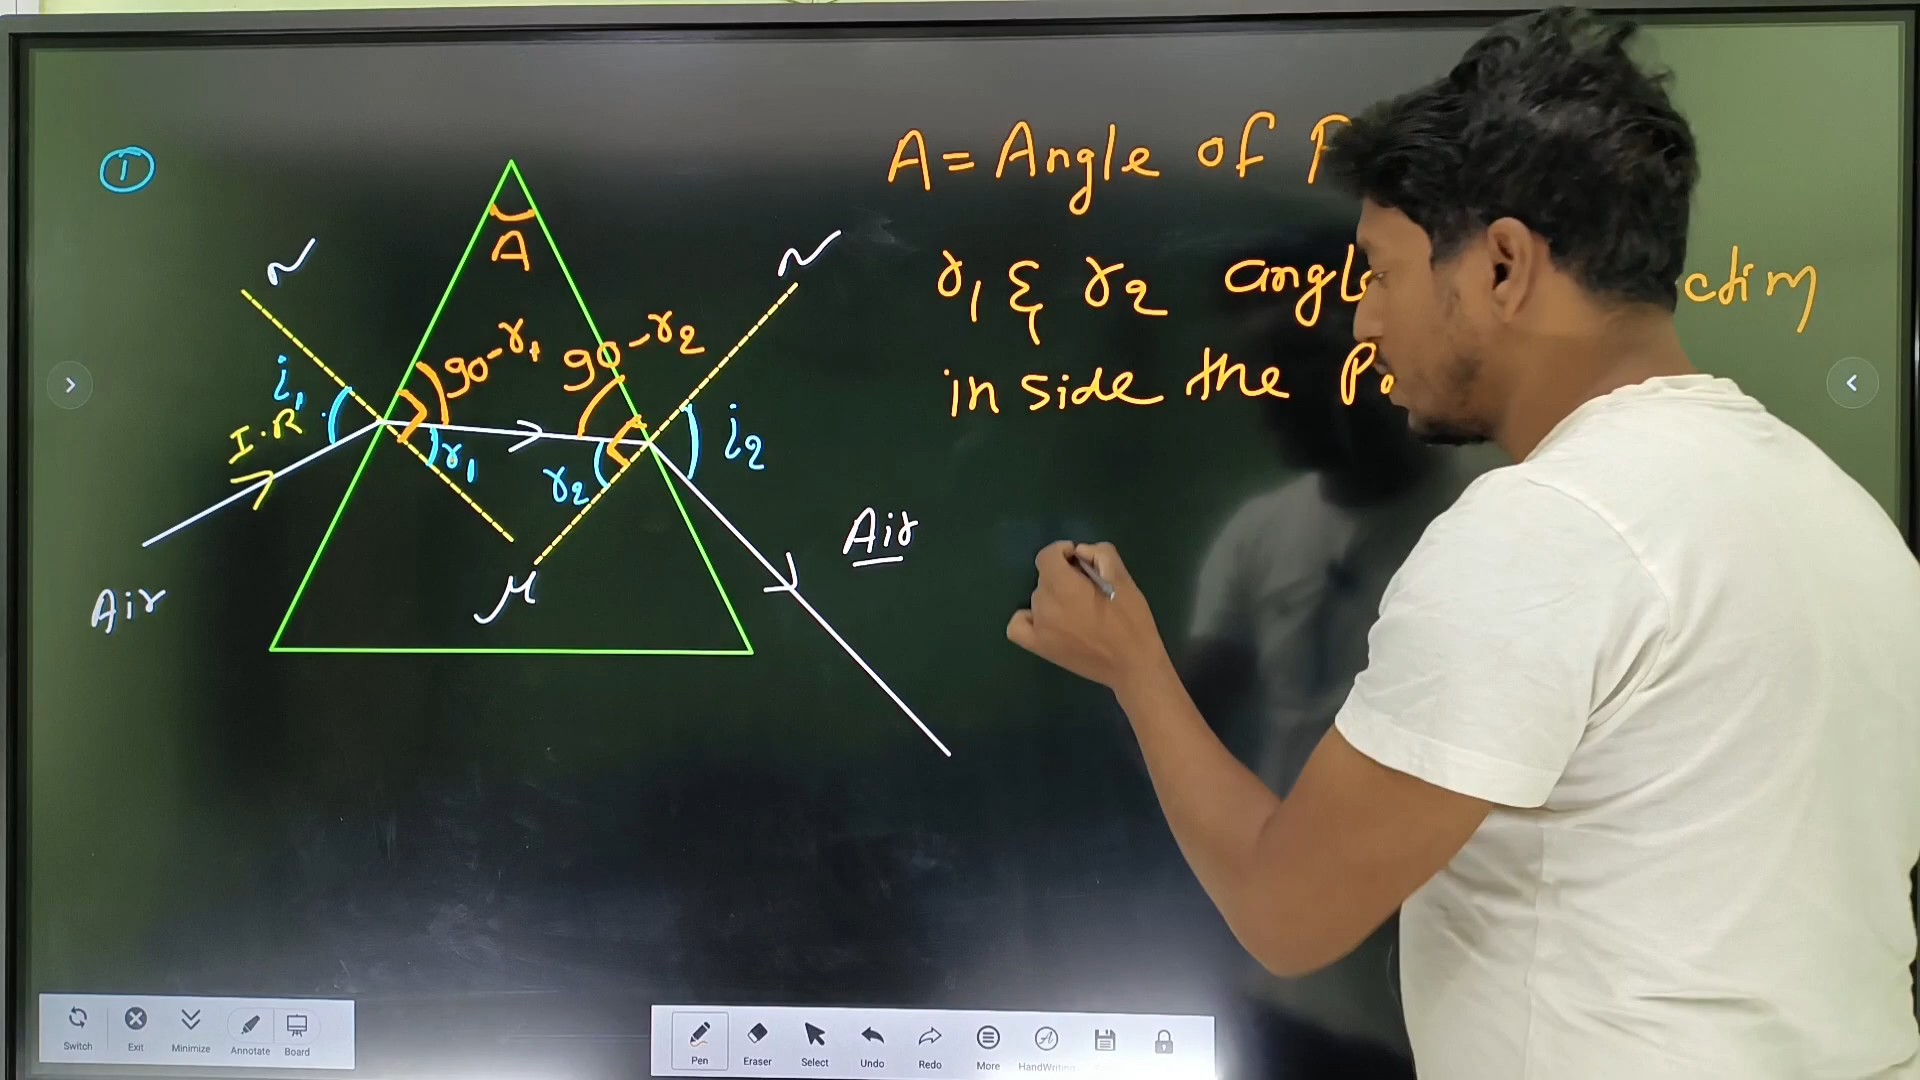 1
A = Angle of
N
N
A
r1 & r2 angle
in side the
90-r1
90-r2
i1
I.R
r1
r2
i2
Air
Air
μ
Switch
Exit
Minimize
Annotate
Board
Pen
Eraser
Select
Undo
Redo
More